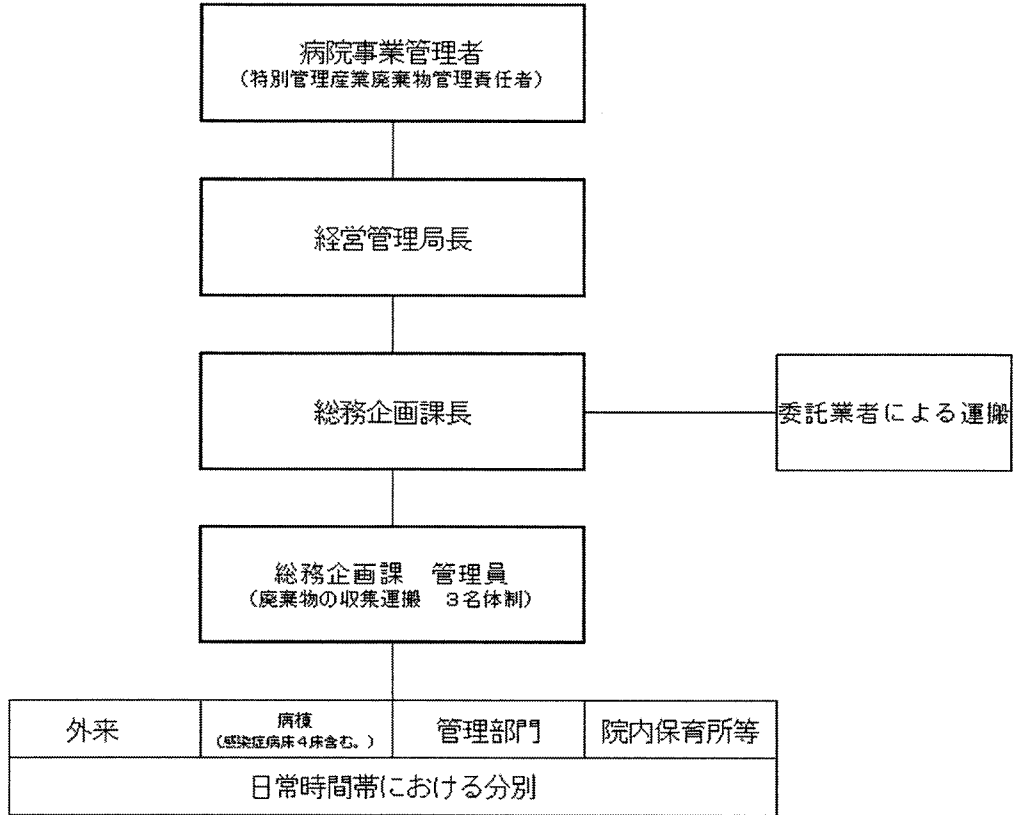 病院事業管理者
（特別管理産業廃棄物管理責任者）
経営管理局長
総務企画課長
委託業者による運搬
総務企画課　管理員
（廃棄物の収集運搬　３名体制）
外来
病棟
（感染症病床４床含む。）
管理部門
院内保育所等
日常時間帯における分別